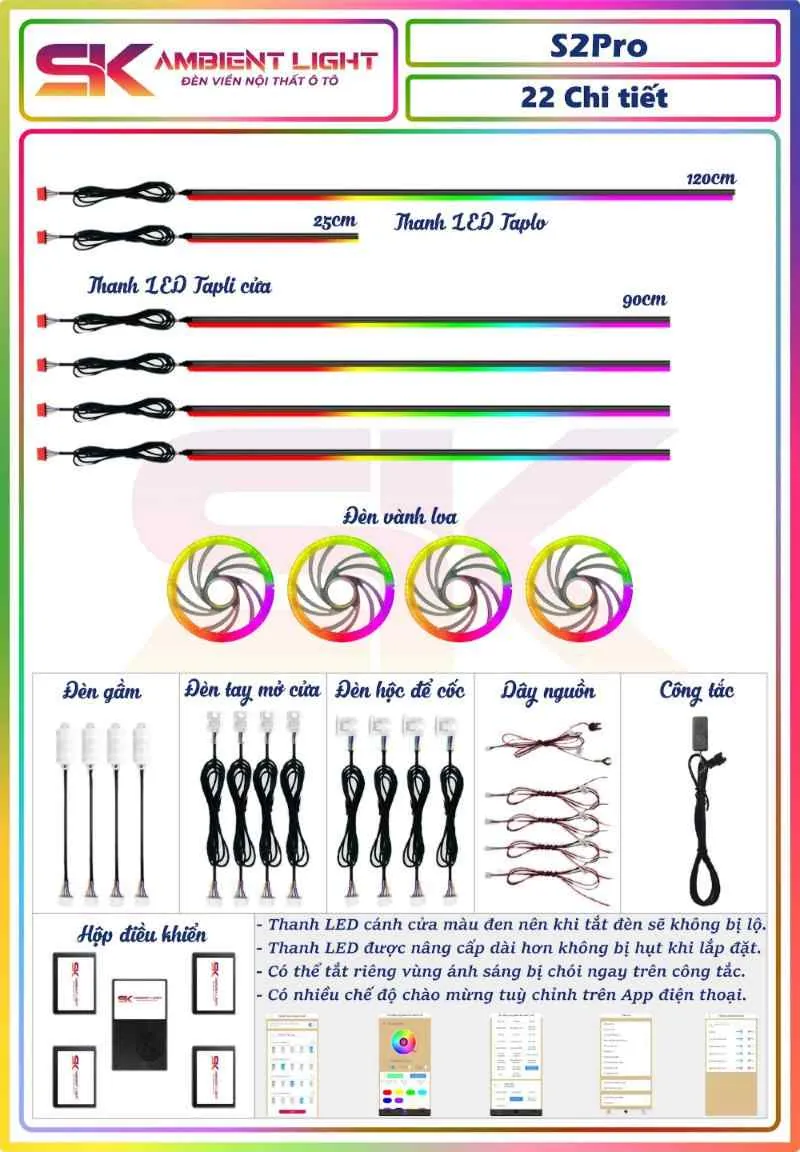 SK AMBIENT LIGHT
ĐÈN VIỀN NỘI THẤT Ô TÔ
S2Pro
22 Chi tiết
120cm
25cm
Thanh LED Taplo
Thanh LED Tapli cửa
90cm
Đèn vành loa
Đèn gầm
Đèn tay mở cửa
Đèn hộc để cốc
Dây nguồn
Công tắc
Hộp điều khiển
SK AMBIENT LIGHT
- Thanh LED cánh cửa màu đen nên khi tắt đèn sẽ không bị lộ.
- Thanh LED được nâng cấp dài hơn không bị hụt khi lắp đặt.
- Có thể tắt riêng vùng ánh sáng bị chói ngay trên công tắc.
- Có nhiều chế độ chào mừng tuỳ chỉnh trên App điện thoại.